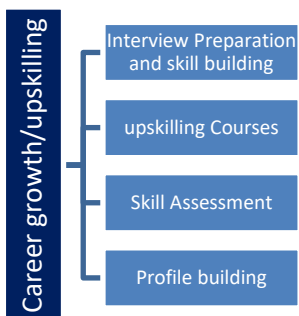 Career growth/upskilling
Interview Preparation
and skill building
upskilling Courses
Skill Assessment
Profile building